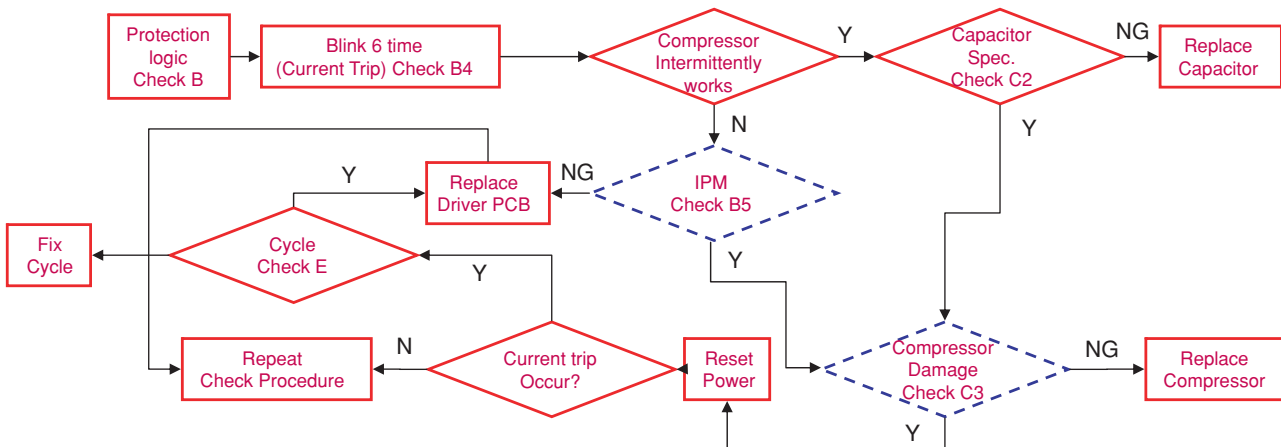 Protection
logic
Check B
Blink 6 time
(Current Trip) Check B4
Compressor
Intermittently
works
Y
Capacitor
Spec.
Check C2
NG
Replace
Capacitor
N
Y
Y
Replace
Driver PCB
NG
IPM
Check B5
Fix
Cycle
Cycle
Check E
Y
Y
Repeat
Check Procedure
N
Current trip
Occur?
Reset
Power
Compressor
Damage
Check C3
NG
Replace
Compressor
Y